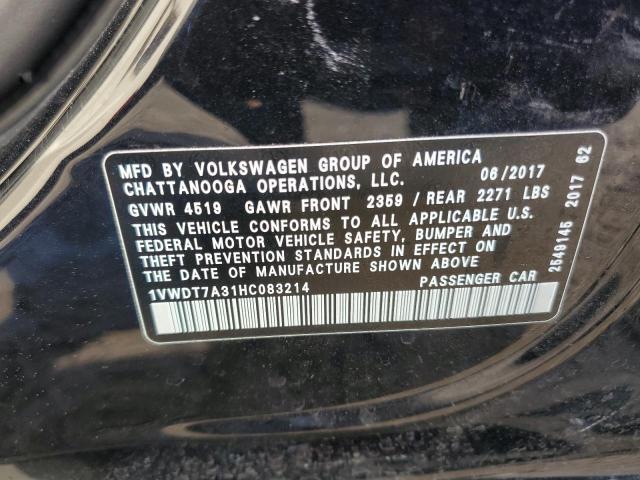 MFD BY VOLKSWAGEN GROUP OF AMERICA 06/2017
CHATTANOOGA OPERATIONS, LLC.
GVWR 4519 GAWR FRONT 2359 / REAR 2271 LBS
THIS VEHICLE CONFORMS TO ALL APPLICABLE U.S.
FEDERAL MOTOR VEHICLE SAFETY, BUMPER AND
THEFT PREVENTION STANDARDS IN EFFECT ON
THE DATE OF MANUFACTURE SHOWN ABOVE
1VWDT7A31HC083214 PASSENGER CAR
2549145 2017 62